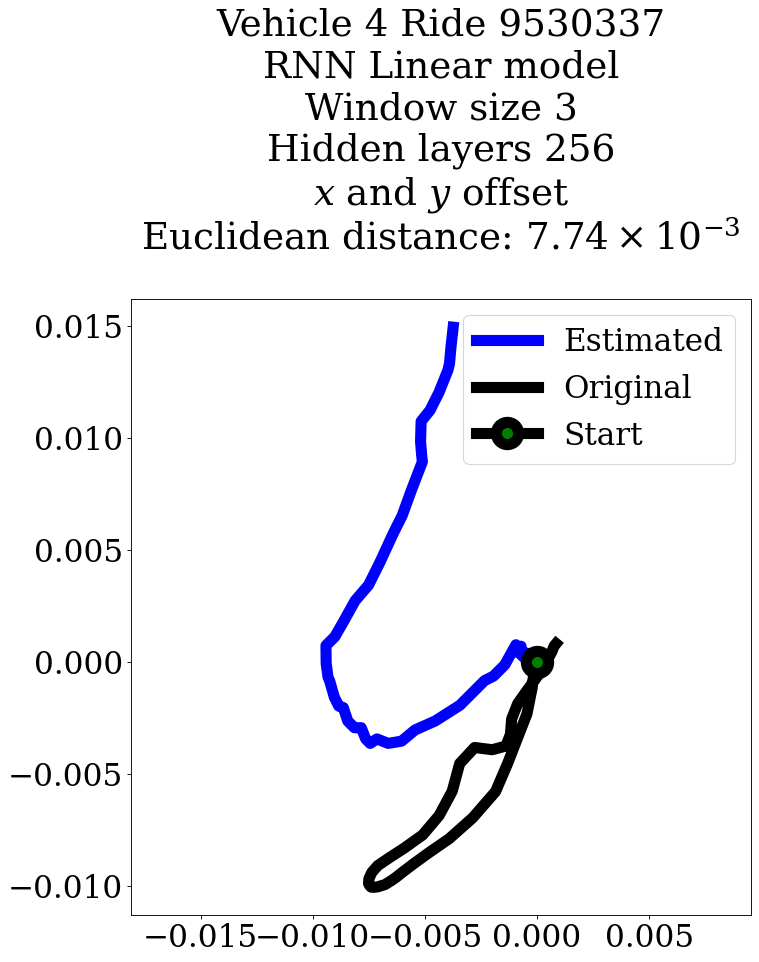 Vehicle 4 Ride 9530337
RNN Linear model
Window size 3
Hidden layers 256
x and y offset
Euclidean distance: 7.74 × 10⁻³
Estimated
Original
Start
0.015
0.010
0.005
0.000
−0.005
−0.010
−0.015 −0.010 −0.005 0.000 0.005